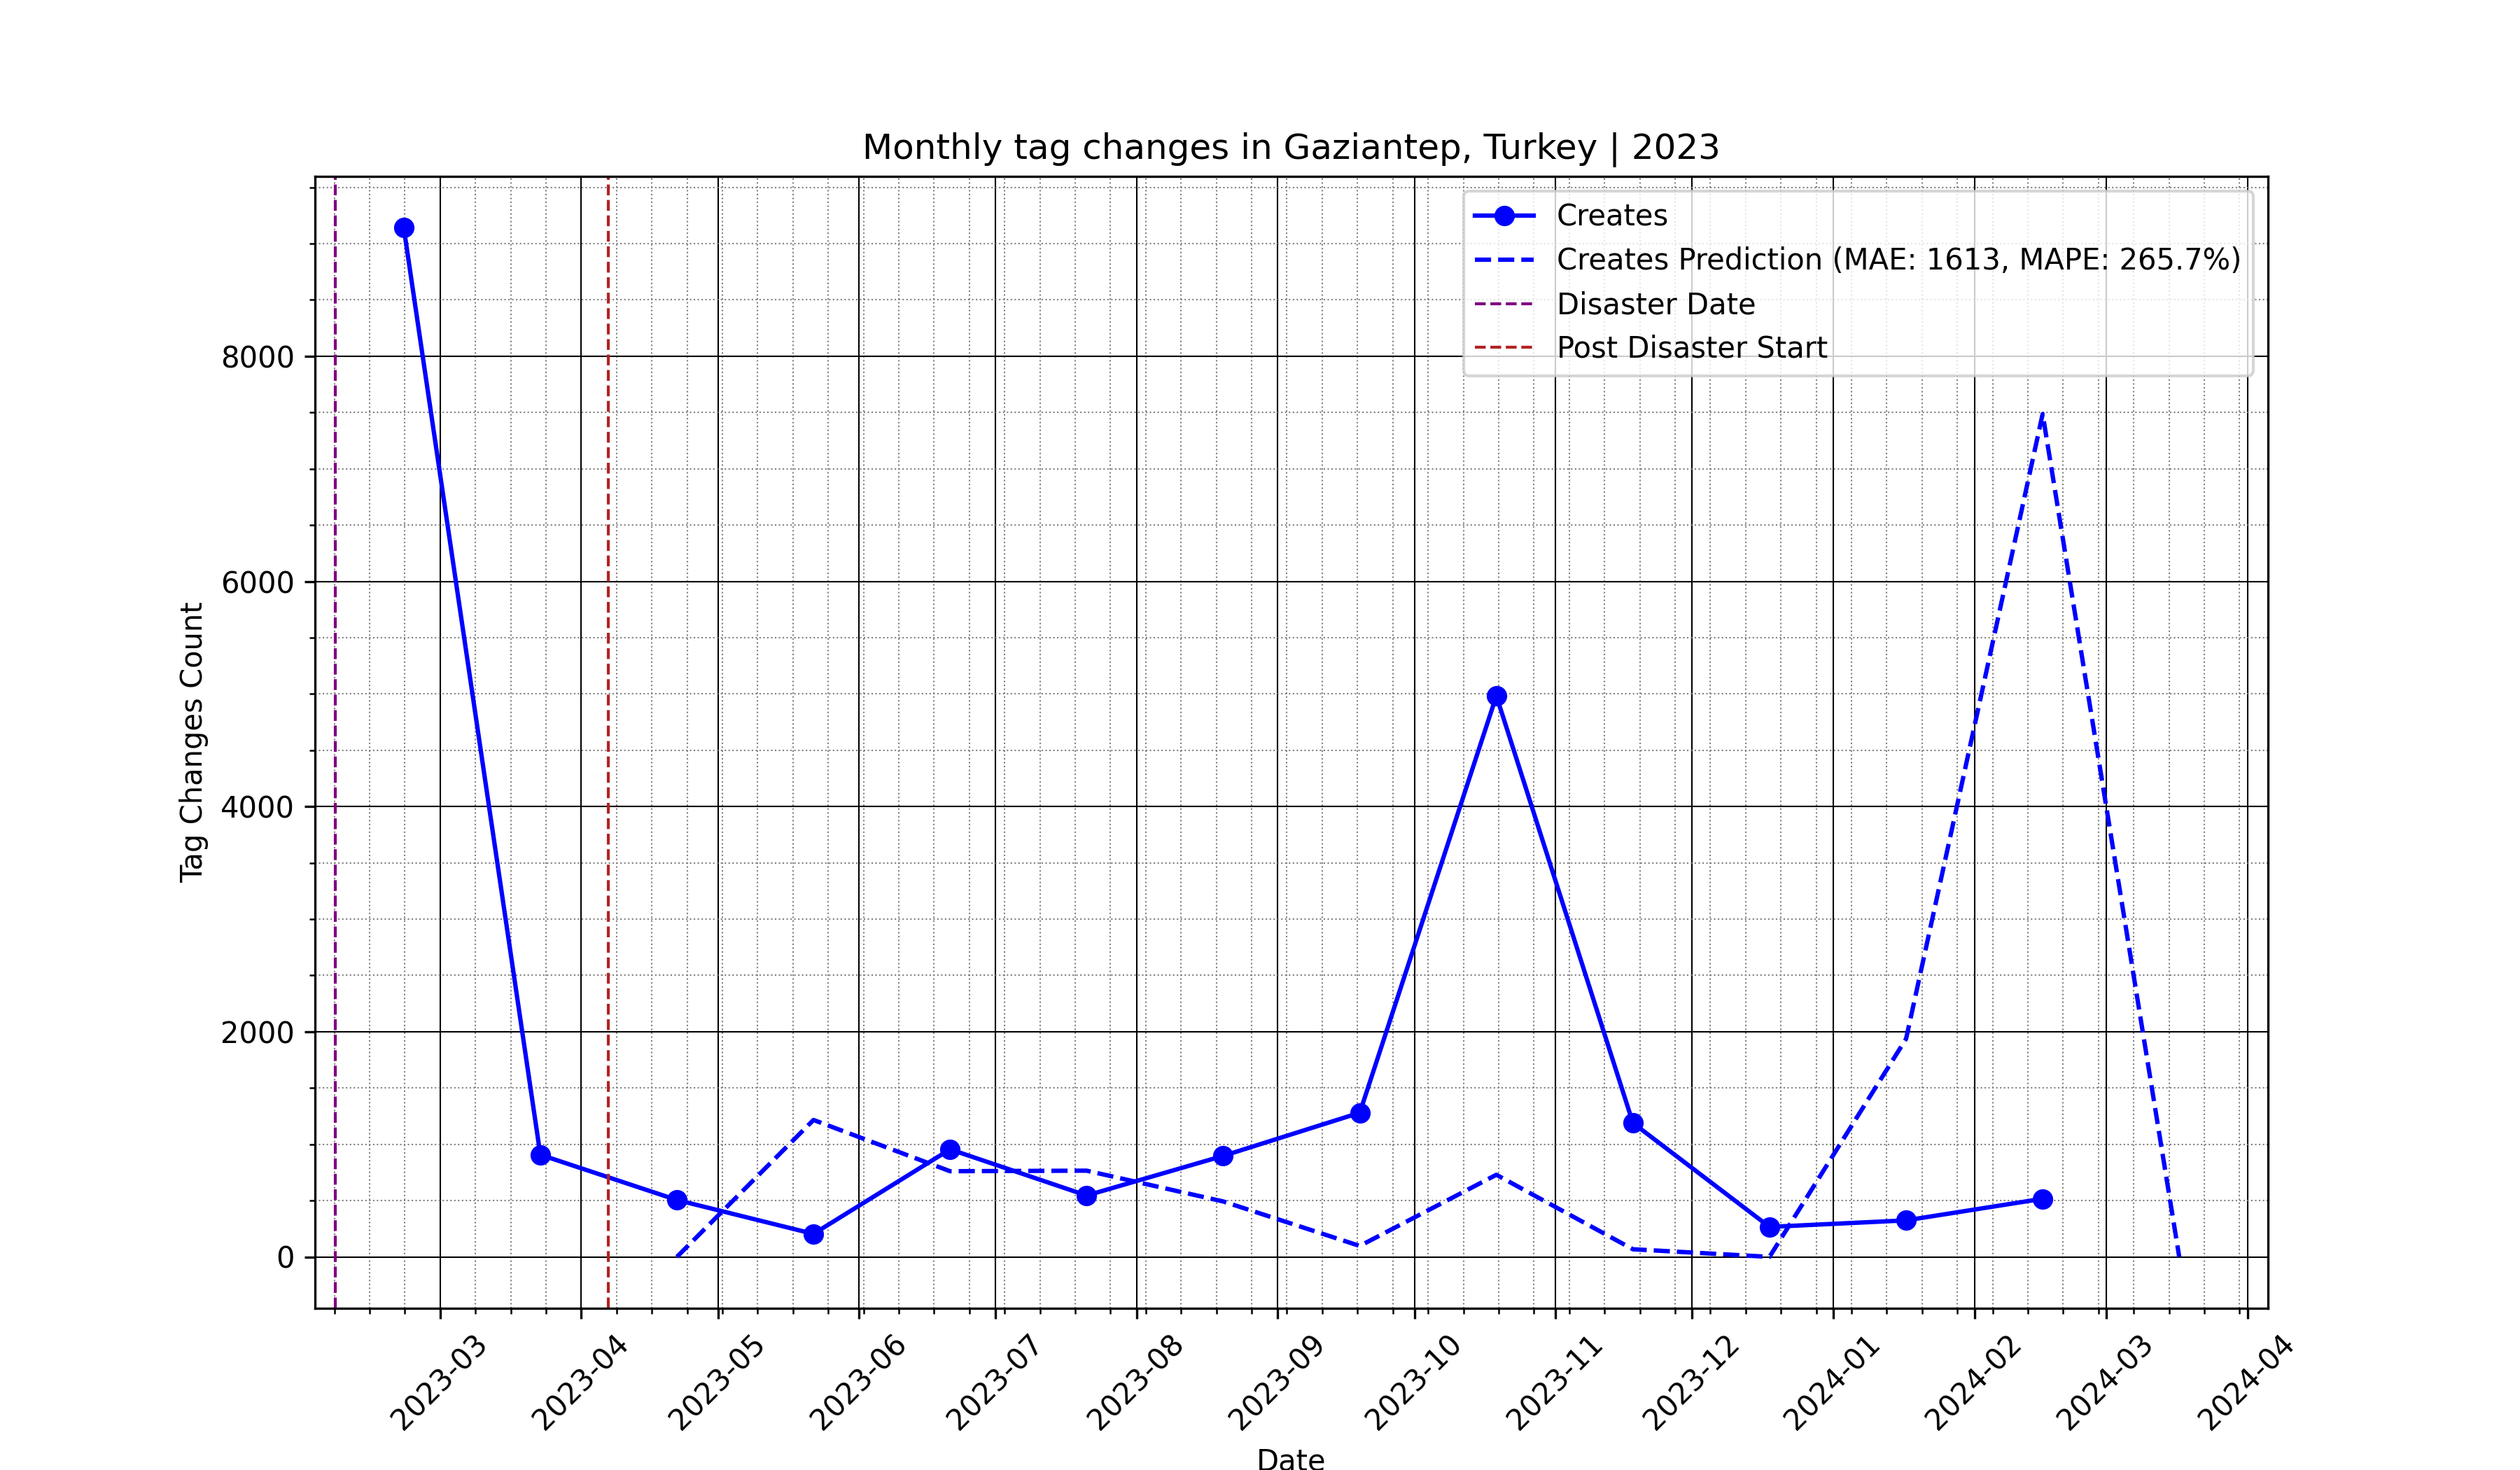 Monthly tag changes in Gaziantep, Turkey | 2023
Creates
Creates Prediction (MAE: 1613, MAPE: 265.7%)
Disaster Date
Post Disaster Start
Tag Changes Count
8000
6000
4000
2000
0
2023-03
2023-04
2023-05
2023-06
2023-07
2023-08
2023-09
2023-10
2023-11
2023-12
2024-01
2024-02
2024-03
2024-04
Date